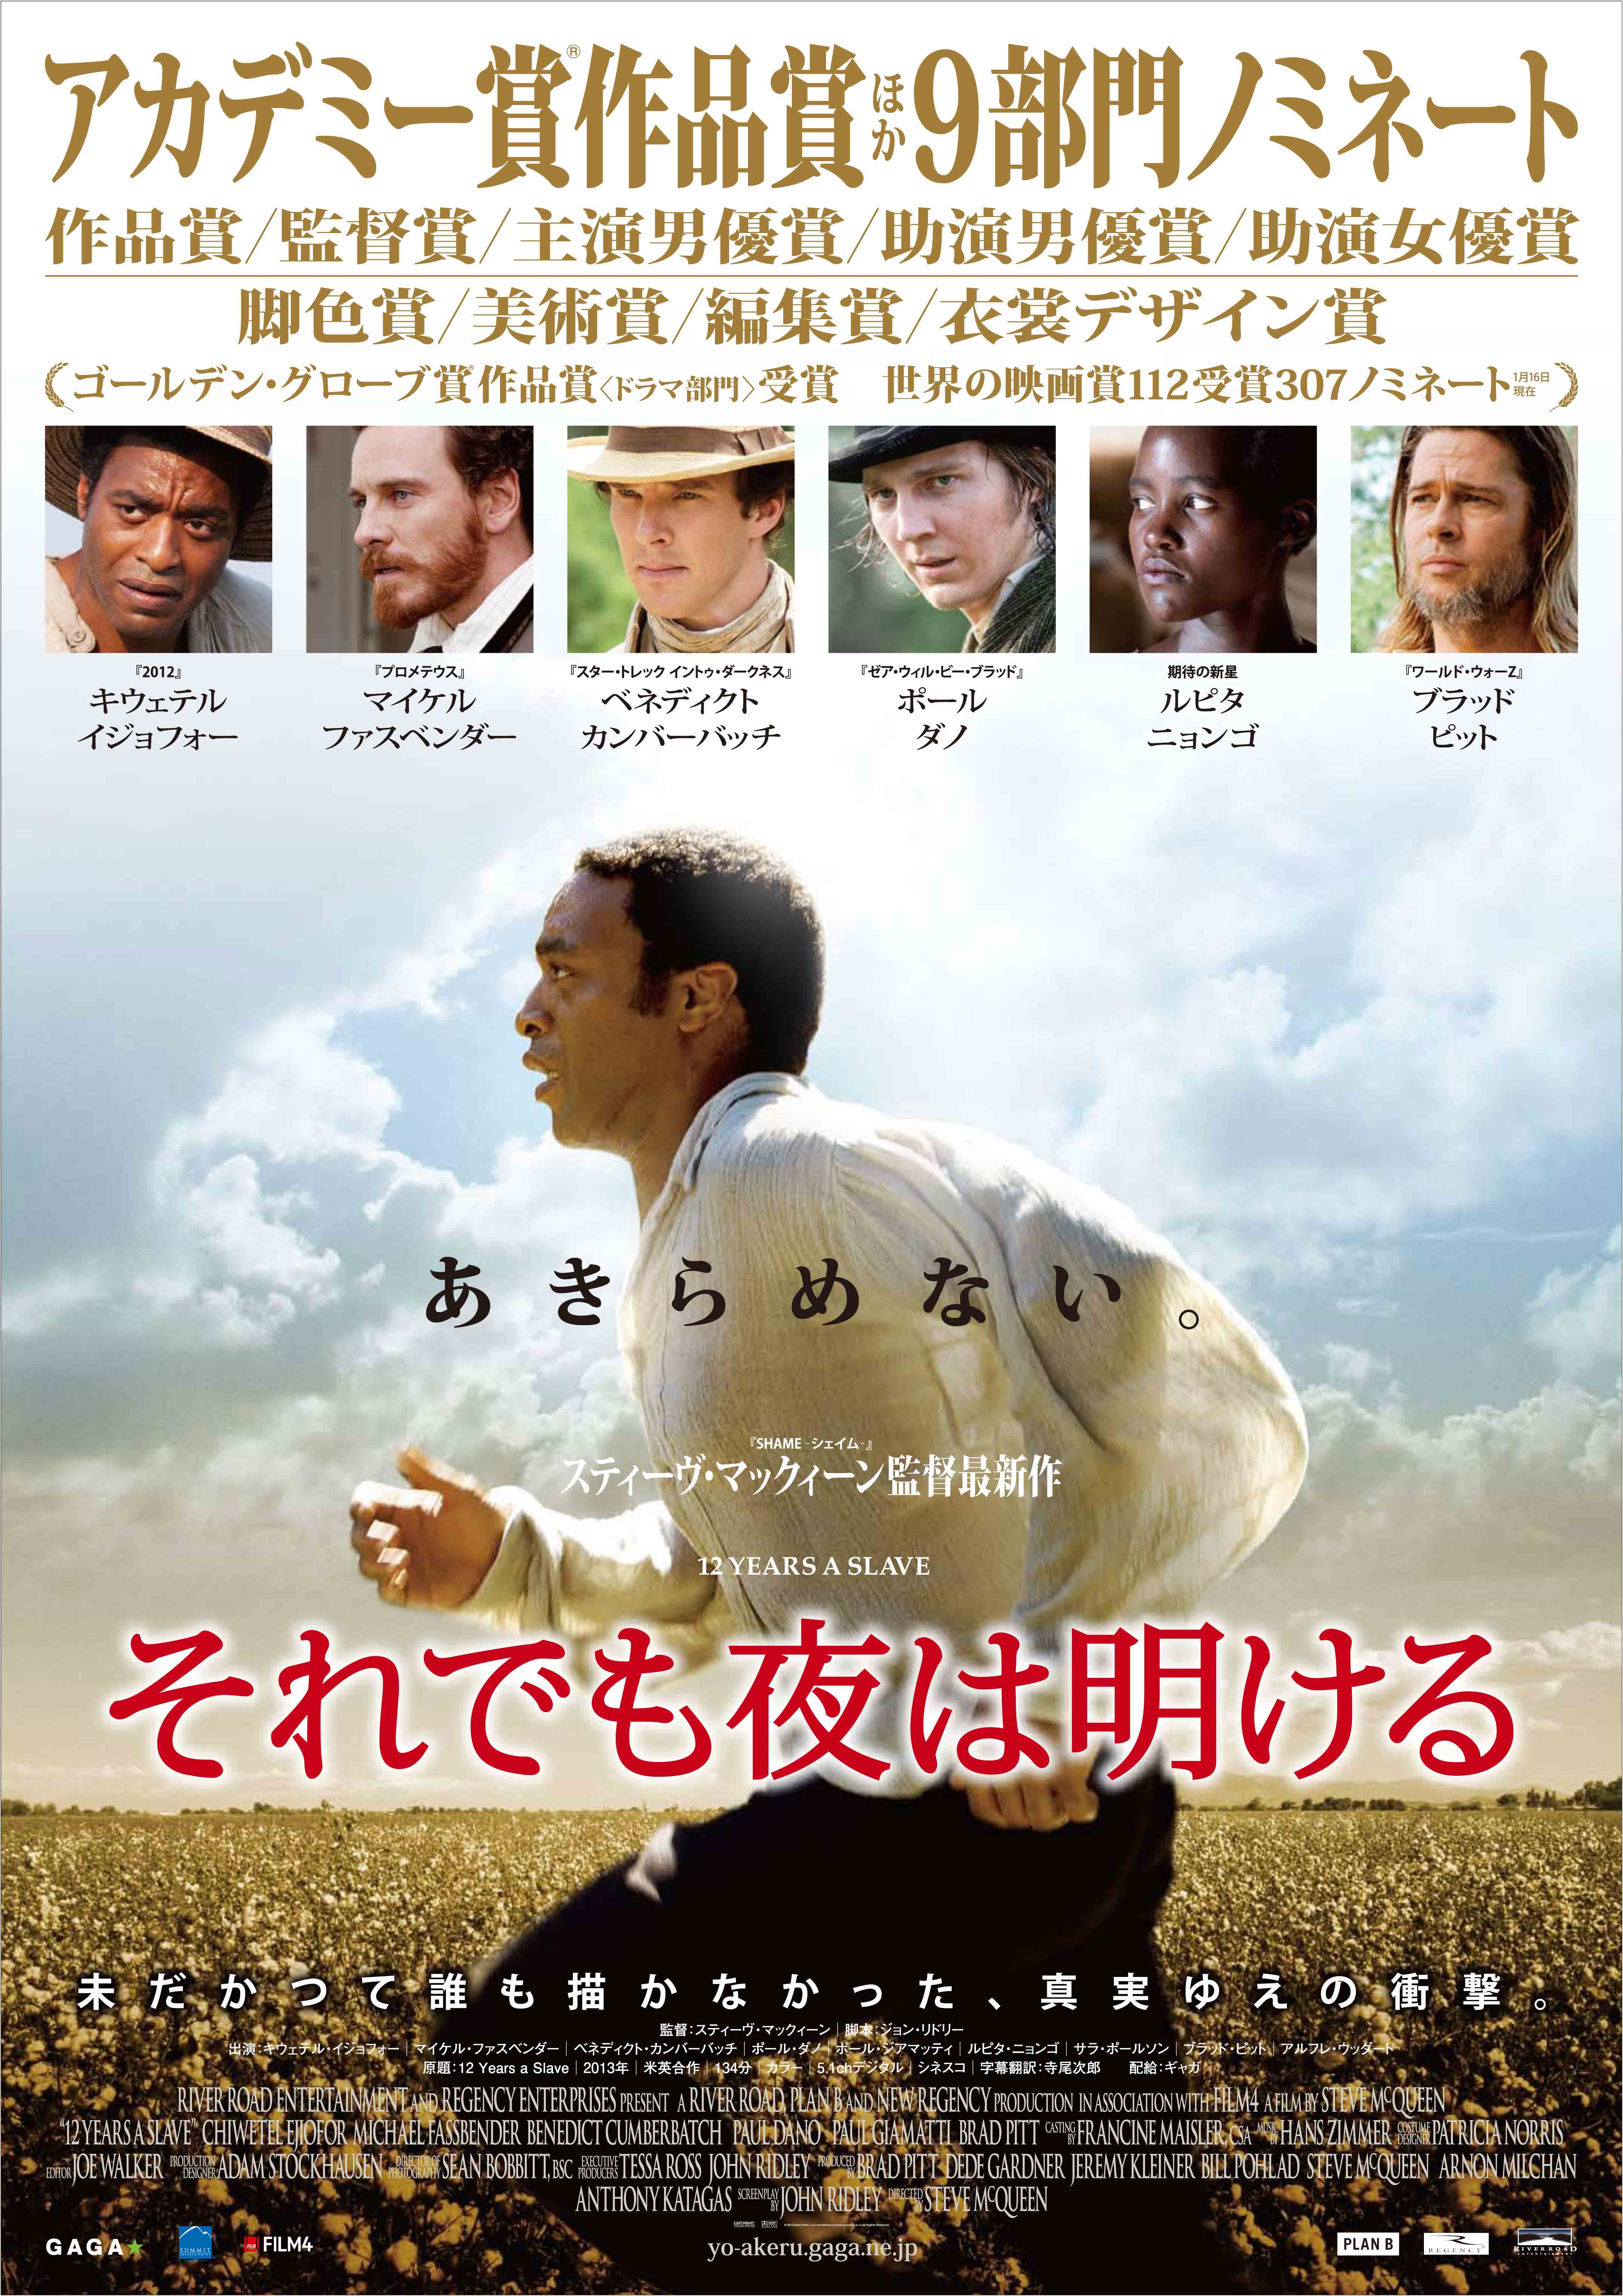 アカデミー賞®作品賞ほか9部門ノミネート
作品賞/監督賞/主演男優賞/助演男優賞/助演女優賞
脚色賞/美術賞/編集賞/衣裳デザイン賞
ゴールデン・グローブ賞®作品賞〈ドラマ部門〉受賞 世界の映画賞112受賞307ノミネート 1月16日現在
『2012』
キウェテル
イジョフォー
『プロメテウス』
マイケル
ファスベンダー
『スター・トレック イントゥ・ダークネス』
ベネディクト
カンバーバッチ
『ゼア・ウィル・ビー・ブラッド』
ポール
ダノ
期待の新星
ルピタ
ニョンゴ
『ワールド・ウォーZ』
ブラッド
ピット
あきらめない。
『SHAME -シェイム-』
スティーヴ・マックィーン監督最新作
12 YEARS A SLAVE
それでも夜は明ける
未だかつて誰も描かなかった、真実ゆえの衝撃。
監督:スティーヴ・マックィーン|脚本:ジョン・リドリー
出演:キウェテル・イジョフォー|マイケル・ファスベンダー|ベネディクト・カンバーバッチ|ポール・ダノ|ポール・ジアマッティ|ルピタ・ニョンゴ|サラ・ポールソン|ブラッド・ピット|アルフレ・ウッダード
原題:12 Years a Slave|2013年|米英合作|134分|カラー|5.1chデジタル|シネスコ|字幕翻訳:寺尾次郎 配給:ギャガ
RIVER ROAD ENTERTAINMENT AND REGENCY ENTERPRISES PRESENT A RIVER ROAD, PLAN B AND NEW REGENCY PRODUCTION IN ASSOCIATION WITH FILM4 A FILM BY STEVE McQUEEN
"12 YEARS A SLAVE" CHIWETEL EJIOFOR MICHAEL FASSBENDER BENEDICT CUMBERBATCH PAUL DANO PAUL GIAMATTI BRAD PITT CASTING BY FRANCINE MAISLER, CSA MUSIC BY HANS ZIMMER COSTUME DESIGNER PATRICIA NORRIS
EDITOR JOE WALKER PRODUCTION DESIGNER ADAM STOCKHAUSEN DIRECTOR OF PHOTOGRAPHY SEAN BOBBITT, BSC EXECUTIVE PRODUCERS TESSA ROSS JOHN RIDLEY PRODUCED BY BRAD PITT DEDE GARDNER JEREMY KLEINER BILL POHLAD STEVE McQUEEN ARNON MILCHAN
ANTHONY KATAGAS SCREENPLAY BY JOHN RIDLEY DIRECTED BY STEVE McQUEEN
GAGA
SUMMIT
FILM4
yo-akeru.gaga.ne.jp
PLAN B
REGENCY
RIVERROAD